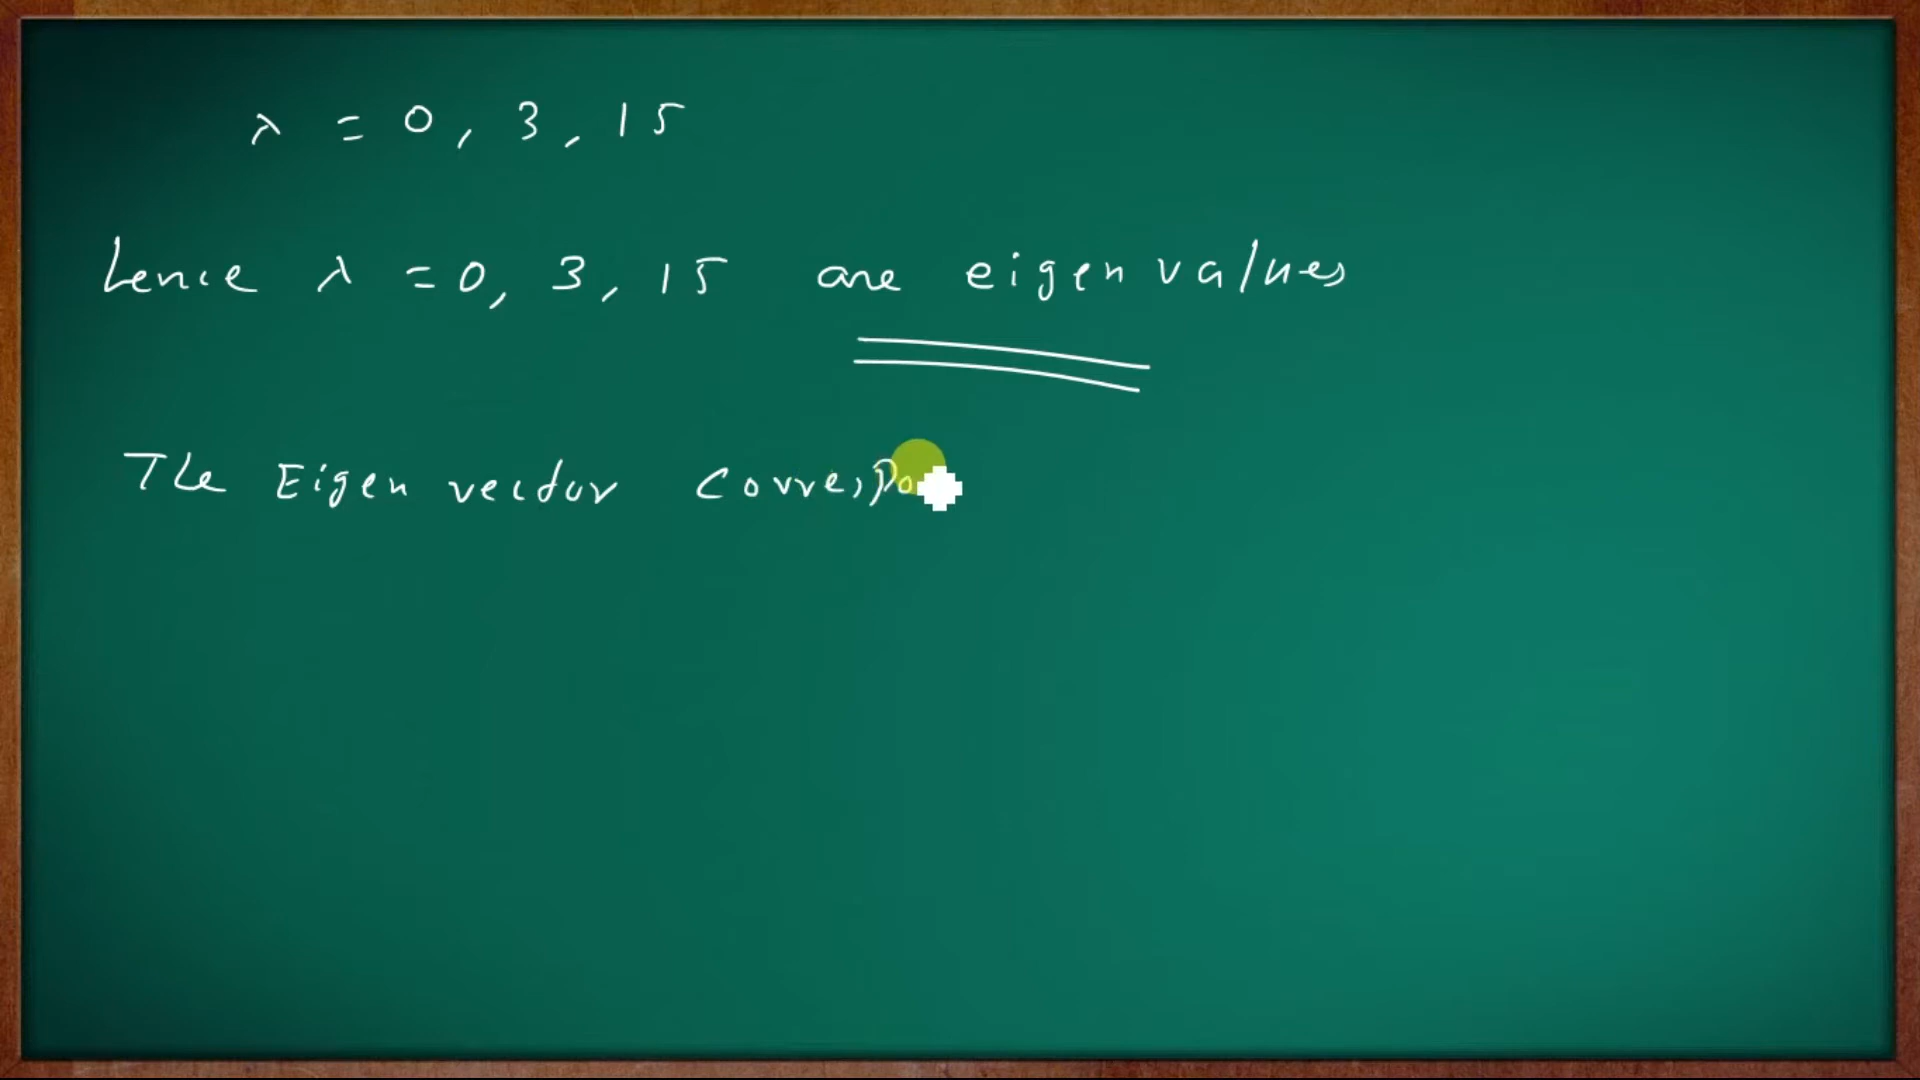 λ = 0, 3, 15
hence λ = 0, 3, 15 are eigen values
The Eigen vector Correspo